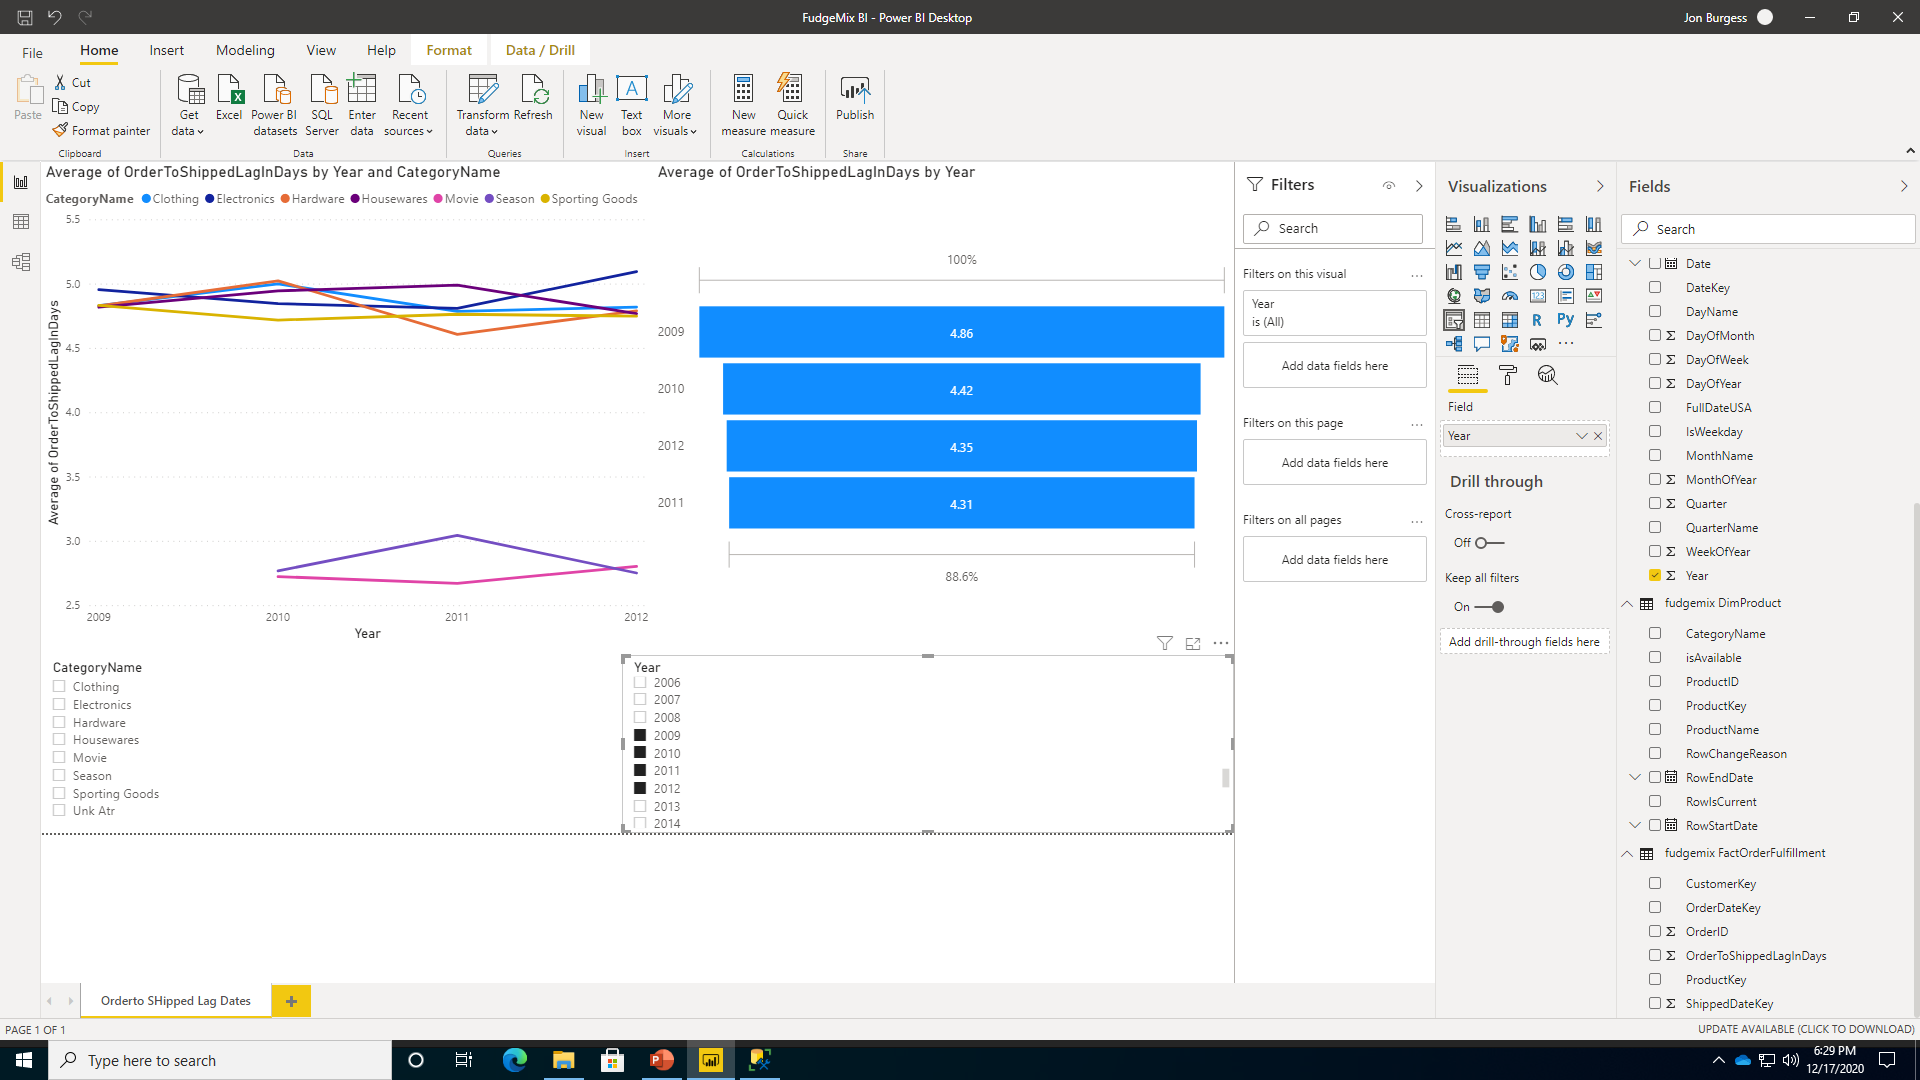 FudgeMix BI - Power BI Desktop
Jon Burgess
File
Home
Insert
Modeling
View
Help
Format
Data / Drill
Paste
Cut
Copy
Format painter
Clipboard
Get data
Excel
Power BI datasets
SQL Server
Enter data
Recent sources
Data
Transform data
Refresh
Queries
New visual
Text box
More visuals
Insert
New measure
Quick measure
Calculations
Publish
Share
Average of OrderToShippedLagInDays by Year and CategoryName
CategoryName Clothing Electronics Hardware Housewares Movie Season Sporting Goods
5.5
5.0
4.5
4.0
3.5
3.0
2.5
Average of OrderToShippedLagInDays
2009
2010
2011
2012
Year
Average of OrderToShippedLagInDays by Year
100%
2009
4.86
2010
4.42
2012
4.35
2011
4.31
88.6%
CategoryName
Clothing
Electronics
Hardware
Housewares
Movie
Season
Sporting Goods
Unk Atr
Year
2006
2007
2008
2009
2010
2011
2012
2013
2014
Filters
Search
Filters on this visual
Year
is (All)
Add data fields here
Filters on this page
Add data fields here
Filters on all pages
Add data fields here
Visualizations
123
R
Py
Field
Year
Drill through
Cross-report
Off
Keep all filters
On
Add drill-through fields here
Fields
Search
Date
DateKey
DayName
DayOfMonth
DayOfWeek
DayOfYear
FullDateUSA
IsWeekday
MonthName
MonthOfYear
Quarter
QuarterName
WeekOfYear
Year
fudgemix DimProduct
CategoryName
isAvailable
ProductID
ProductKey
ProductName
RowChangeReason
RowEndDate
RowIsCurrent
RowStartDate
fudgemix FactOrderFulfillment
CustomerKey
OrderDateKey
OrderID
OrderToShippedLagInDays
ProductKey
ShippedDateKey
Orderto SHipped Lag Dates
PAGE 1 OF 1
UPDATE AVAILABLE (CLICK TO DOWNLOAD)
Type here to search
6:29 PM
12/17/2020